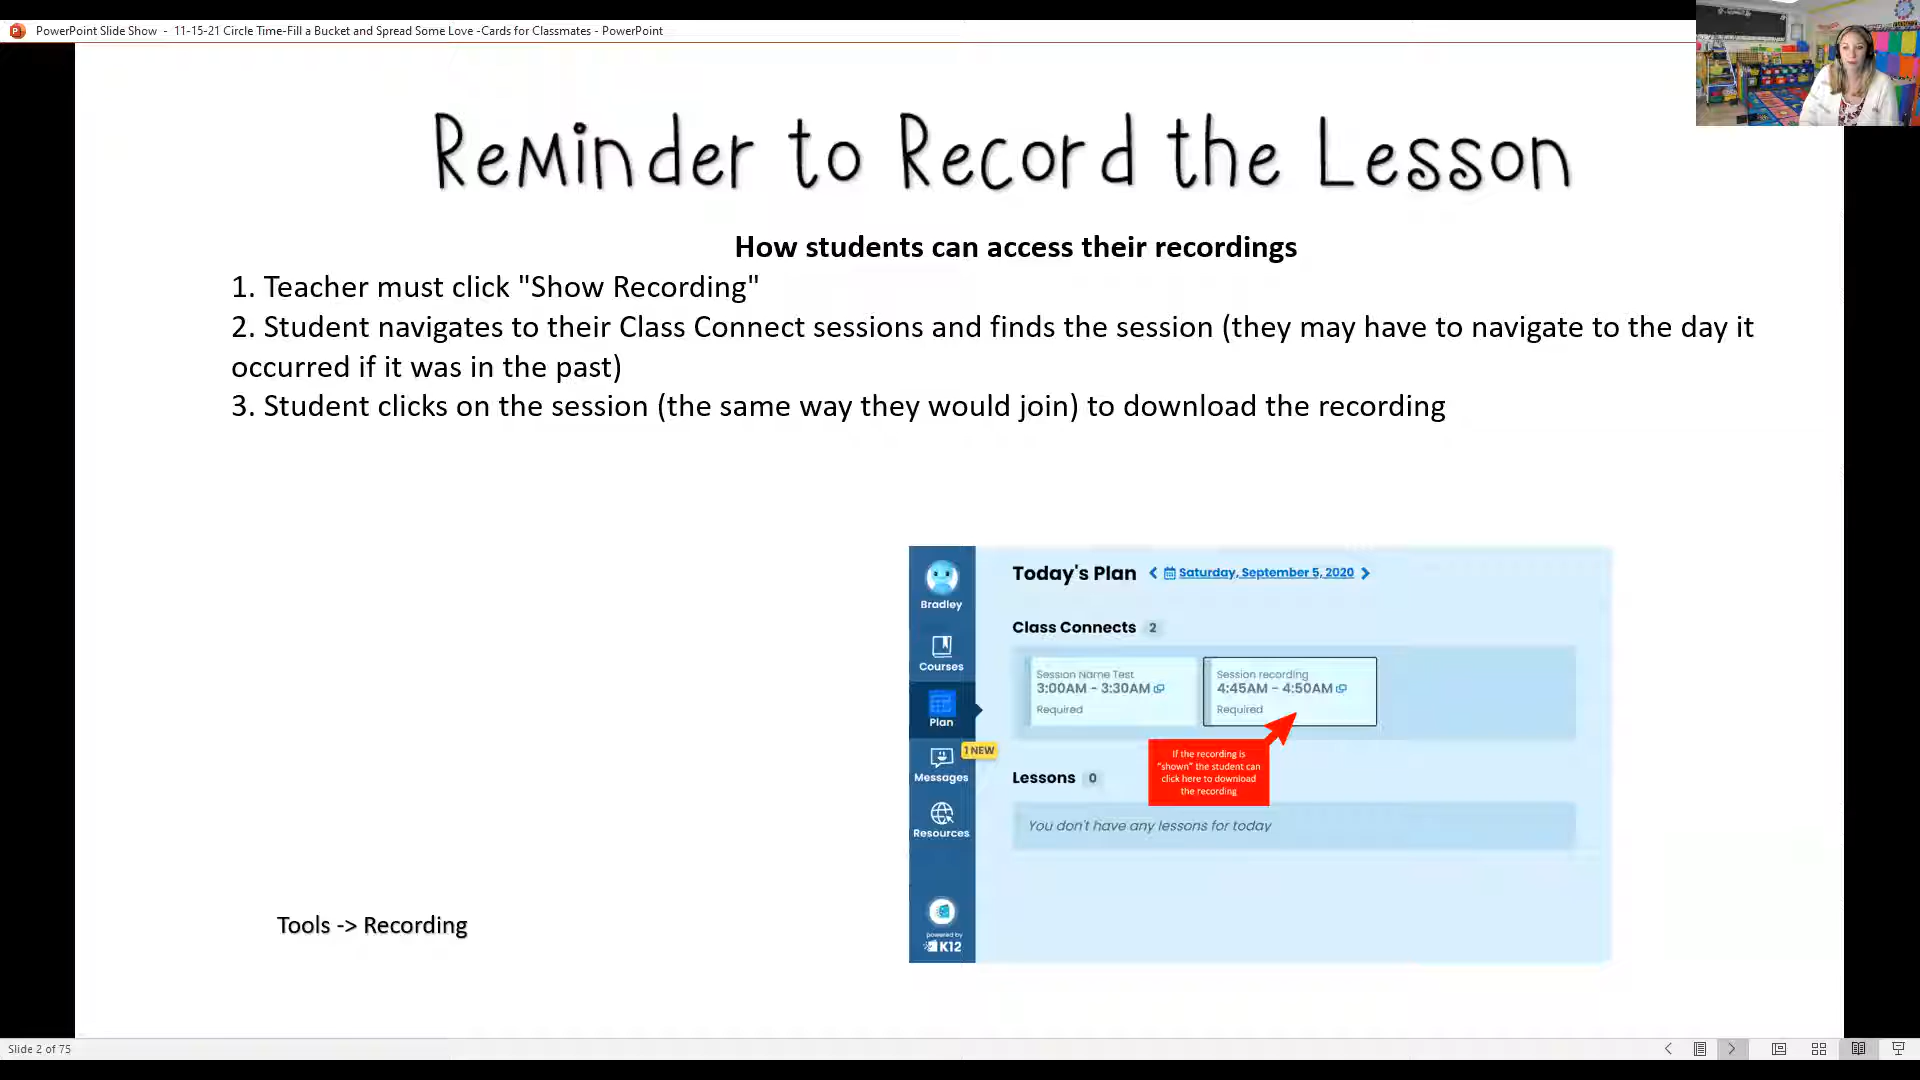 PowerPoint Slide Show - 11-15-21 Circle Time-Fill a Bucket and Spread Some Love -Cards for Classmates - PowerPoint
Reminder to Record the Lesson
How students can access their recordings
1. Teacher must click "Show Recording"
2. Student navigates to their Class Connect sessions and finds the session (they may have to navigate to the day it
occurred if it was in the past)
3. Student clicks on the session (the same way they would join) to download the recording
Today's Plan
Saturday, September 5, 2020
Bradley
Courses
Plan
1 NEW
Messages
Resources
powered by
K12
Class Connects 2
Session Name Test
3:00AM - 3:30AM
Required
Session recording
4:45AM - 4:50AM
Required
If the recording is
"shown" the student can
click here to download
the recording
Lessons 0
You don't have any lessons for today
Tools -> Recording
Slide 2 of 75